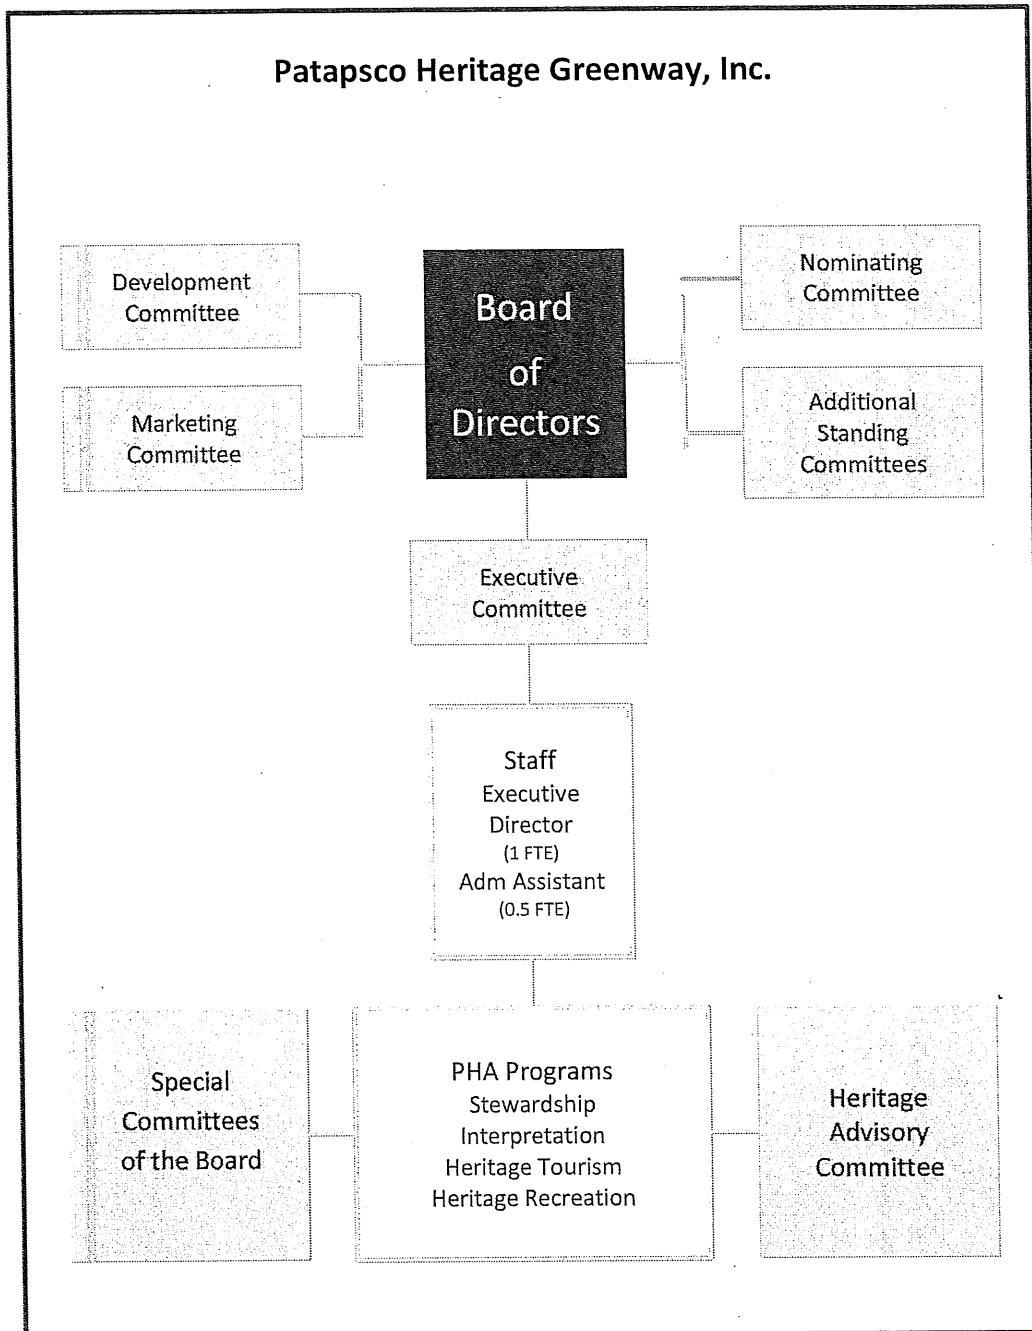 Patapsco Heritage Greenway, Inc.
Development
Committee
Marketing
Committee
Board
of
Directors
Nominating
Committee
Additional
Standing
Committees
Executive
Committee
Staff
Executive
Director
(1 FTE)
Adm Assistant
(0.5 FTE)
Special
Committees
of the Board
PHA Programs
Stewardship
Interpretation
Heritage Tourism
Heritage Recreation
Heritage
Advisory
Committee